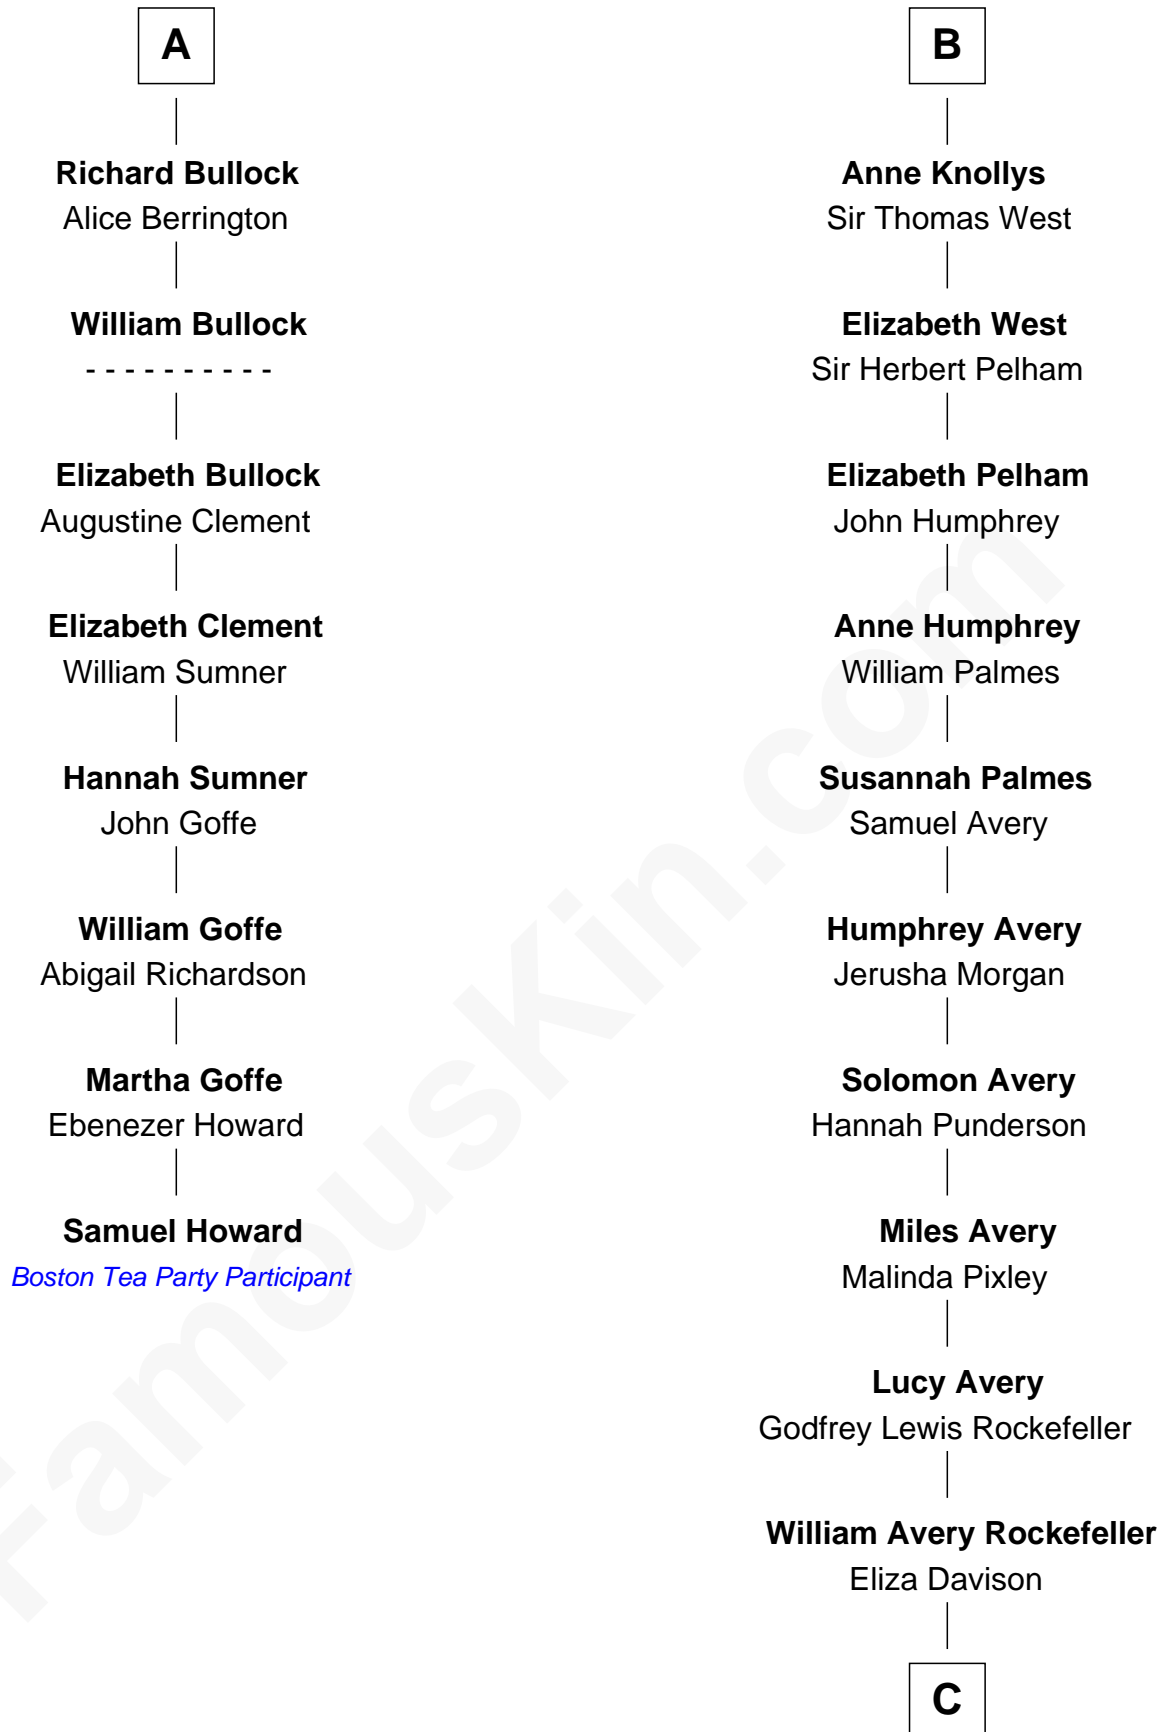 A
Richard Bullock
Alice Berrington
William Bullock
- - - - - - - - - -
Elizabeth Bullock
Augustine Clement
Elizabeth Clement
William Sumner
Hannah Sumner
John Goffe
William Goffe
Abigail Richardson
Martha Goffe
Ebenezer Howard
Samuel Howard
Boston Tea Party Participant
B
Anne Knollys
Sir Thomas West
Elizabeth West
Sir Herbert Pelham
Elizabeth Pelham
John Humphrey
Anne Humphrey
William Palmes
Susannah Palmes
Samuel Avery
Humphrey Avery
Jerusha Morgan
Solomon Avery
Hannah Punderson
Miles Avery
Malinda Pixley
Lucy Avery
Godfrey Lewis Rockefeller
William Avery Rockefeller
Eliza Davison
C
FamousKin.com